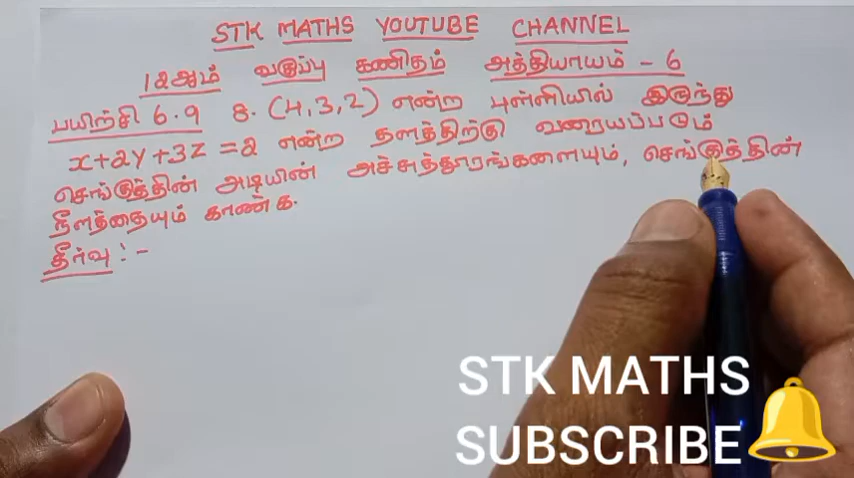 STK MATHS YOUTUBE CHANNEL
12ஆம் வகுப்பு கணிதம் அத்தியாயம் - 6
பயிற்சி 6.9 8. (4,3,2) என்ற புள்ளியில் இருந்து
x+2y+3z=2 என்ற தளத்திற்கு வரையப்படும்
செங்குத்தின் அடியின் அச்சுத்தூரங்களையும், செங்குத்தின்
நீளத்தையும் காண்க.
தீர்வு :-
STK MATHS
SUBSCRIBE